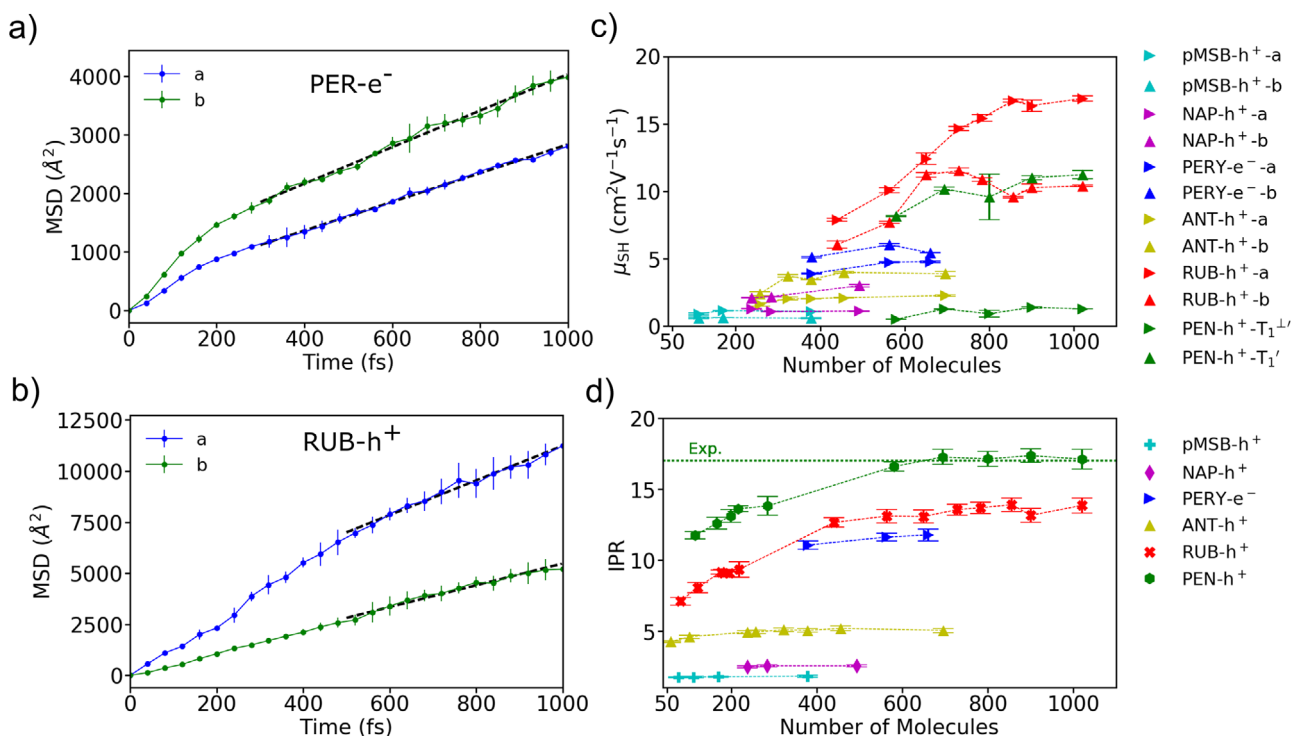 a)
PER-e⁻
a
b
MSD (Å²)
4000
3000
2000
1000
0
0 200 400 600 800 1000
Time (fs)
b)
RUB-h⁺
a
b
MSD (Å²)
12500
10000
7500
5000
2500
0
0 200 400 600 800 1000
Time (fs)
c)
μSH (cm²V⁻¹s⁻¹)
20
15
10
5
0
50 200 400 600 800 1000
Number of Molecules
pMSB-h⁺-a
pMSB-h⁺-b
NAP-h⁺-a
NAP-h⁺-b
PERY-e⁻-a
PERY-e⁻-b
ANT-h⁺-a
ANT-h⁺-b
RUB-h⁺-a
RUB-h⁺-b
PEN-h⁺-T₁⊥′
PEN-h⁺-T₁′
d)
IPR
20
15
10
5
Exp.
50 200 400 600 800 1000
Number of Molecules
pMSB-h⁺
NAP-h⁺
PERY-e⁻
ANT-h⁺
RUB-h⁺
PEN-h⁺